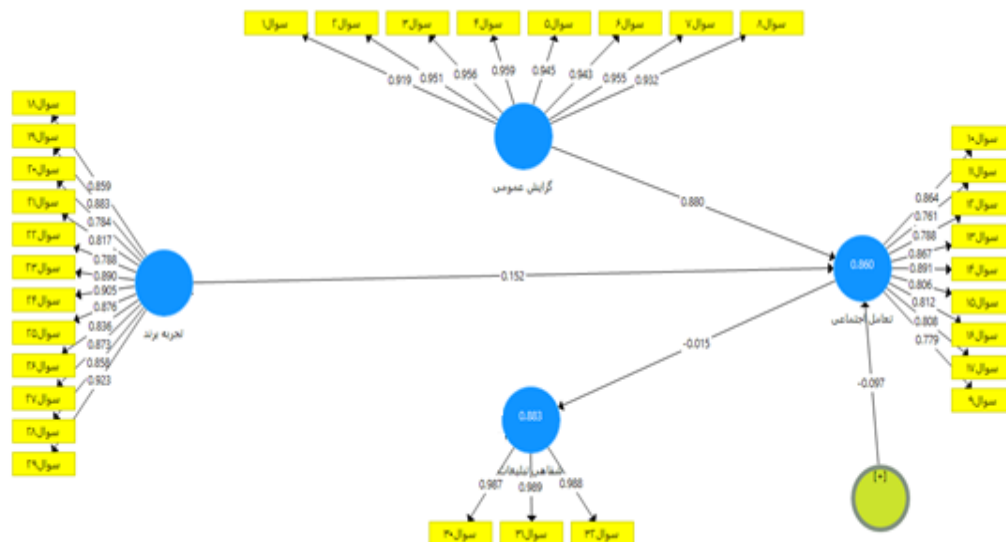 سوال۱
سوال۲
سوال۳
سوال۴
سوال۵
سوال۶
سوال۷
سوال۸
0.919
0.951
0.956
0.959
0.945
0.943
0.955
0.932
گرایش عمومی
0.880
سوال۱۸
سوال۱۹
سوال۲۰
سوال۲۱
سوال۲۲
سوال۲۳
سوال۲۴
سوال۲۵
سوال۲۶
سوال۲۷
سوال۲۸
سوال۲۹
0.859
0.883
0.784
0.817
0.788
0.890
0.905
0.876
0.836
0.873
0.858
0.923
تجربه برند
0.152
سوال۱۰
سوال۱۱
سوال۱۲
سوال۱۳
سوال۱۴
سوال۱۵
سوال۱۶
سوال۱۷
سوال۹
0.864
0.761
0.788
0.867
0.891
0.806
0.812
0.808
0.779
0.860
تعامل اجتماعی
-0.015
-0.097
[+]
0.883
شفاهی تبلیغات
0.987
0.989
0.988
سوال۳۰
سوال۳۱
سوال۳۲